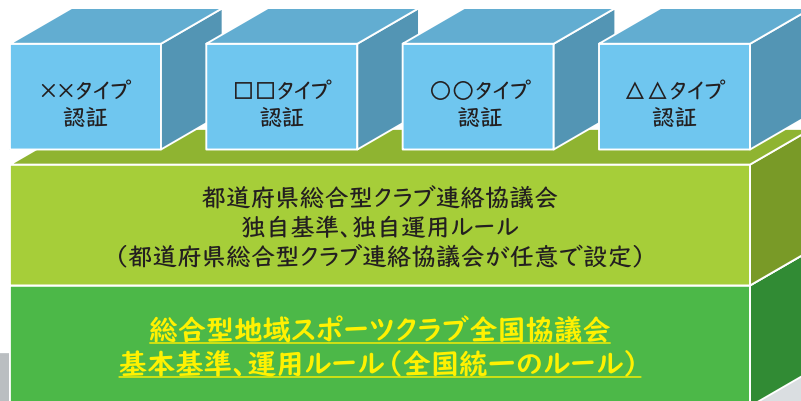 ××タイプ
認証
□□タイプ
認証
○○タイプ
認証
△△タイプ
認証
都道府県総合型クラブ連絡協議会
独自基準、独自運用ルール
（都道府県総合型クラブ連絡協議会が任意で設定）
総合型地域スポーツクラブ全国協議会
基本基準、運用ルール（全国統一のルール）